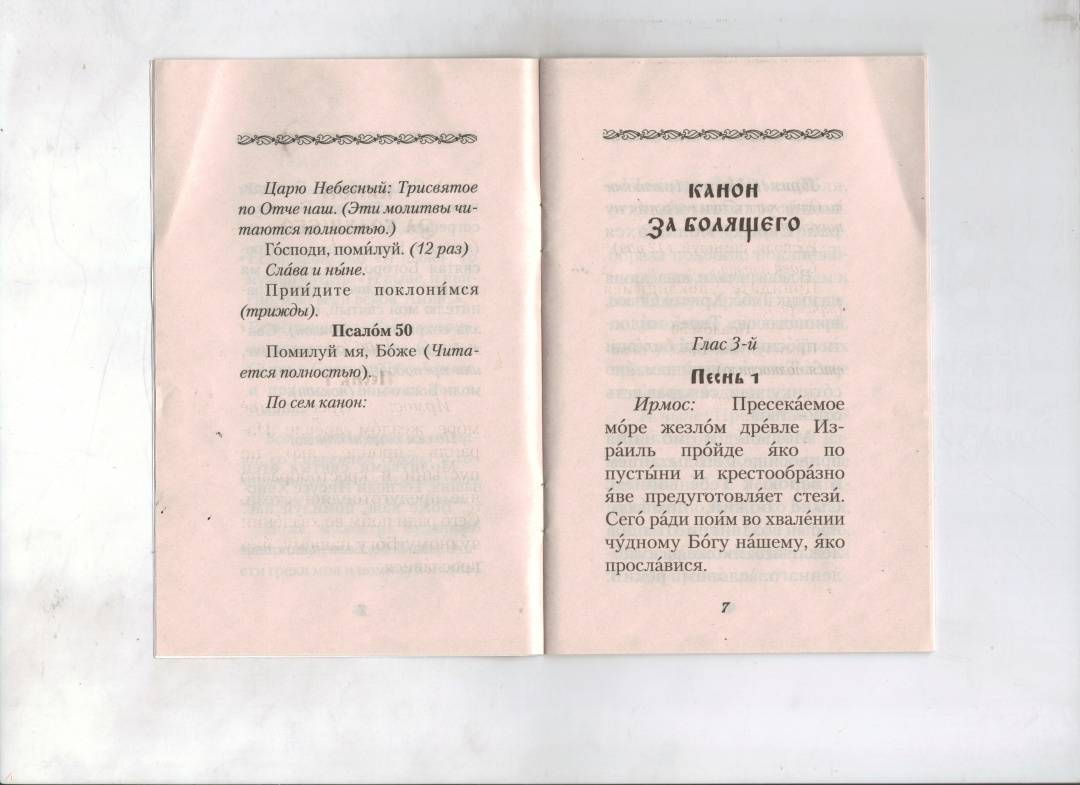 Царю Небесный: Трисвятое
по Отче наш. (Эти молитвы чи-
таются полностью.)
Го́споди, поми́луй. (12 раз)
Сла́ва и ны́не.
Прии́дите поклони́мся
(трижды).
Псало́м 50
Помилуй мя, Бо́же (Чита-
ется полностью).
По сем канон:
КАНОН
ЗА БОЛЯЩЕГО
Глас 3-й
Песнь 1
Ирмос: Пресека́емое
мо́ре жезло́м дре́вле Из-
ра́иль про́йде я́ко по
пусты́ни и крестообра́зно
я́ве предуготовля́ет стези́.
Сего́ ра́ди пои́м во хвале́нии
чу́дному Бо́гу на́шему, я́ко
просла́вися.
7